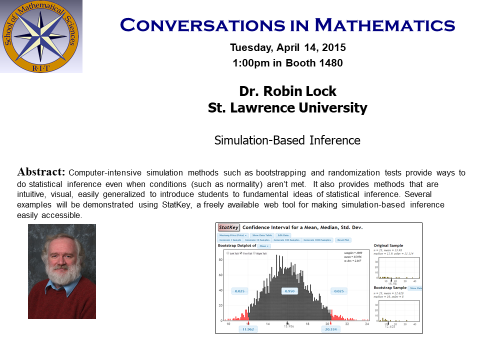 School of Mathematical Sciences
R·I·T
CONVERSATIONS IN MATHEMATICS
Tuesday, April 14, 2015
1:00pm in Booth 1480
Dr. Robin Lock
St. Lawrence University
Simulation-Based Inference
Abstract: Computer-intensive simulation methods such as bootstrapping and randomization tests provide ways to
do statistical inference even when conditions (such as normality) aren't met. It also provides methods that are
intuitive, visual, easily generalized to introduce students to fundamental ideas of statistical inference. Several
examples will be demonstrated using StatKey, a freely available web tool for making simulation-based inference
easily accessible.
StatKey Confidence Interval for a Mean, Median, Std. Dev.
Bootstrap Dotplot of
Original Sample
Bootstrap Sample